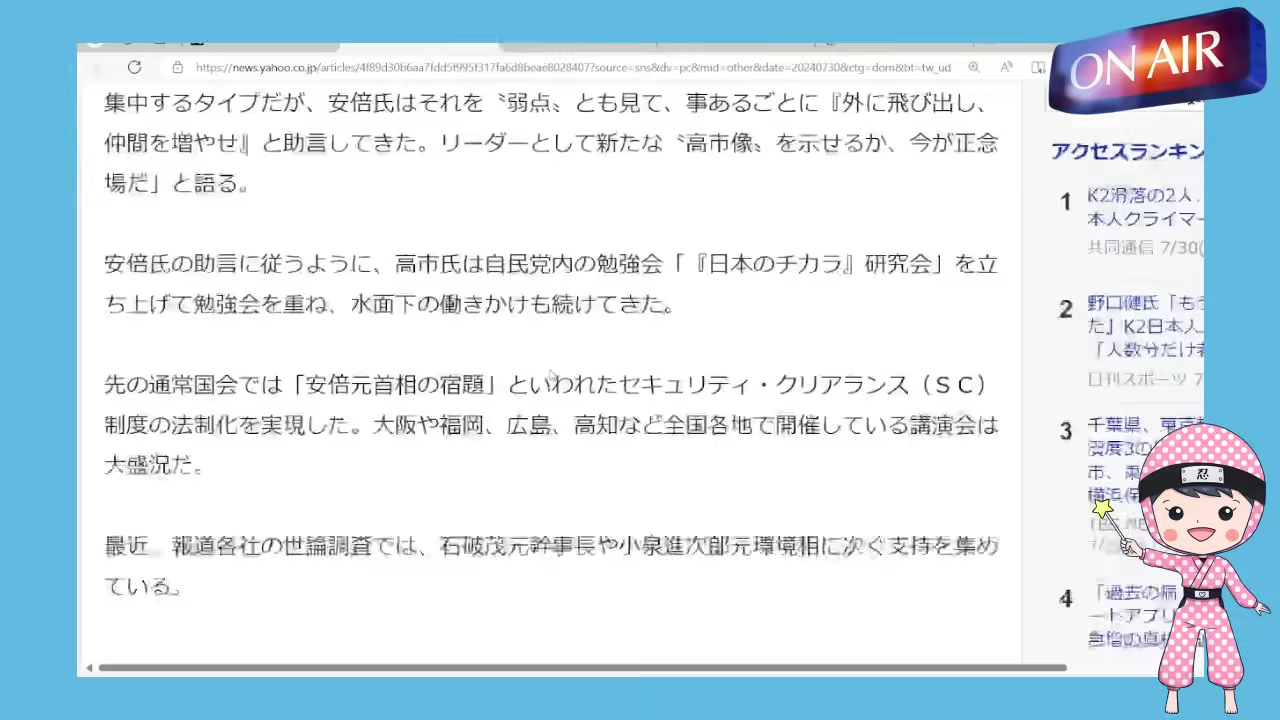 ON AIR
https://news.yahoo.co.jp/articles/4f89d30b6aa7fdd5f995f317fa6d8beae8028407?source=sns&dv=pc&mid=other&date=20240730&ctg=dom&bt=tw_ud
集中するタイプだが、安倍氏はそれを〝弱点〟とも見て、事あるごとに『外に飛び出し、
仲間を増やせ』と助言してきた。リーダーとして新たな〝高市像〟を示せるか、今が正念
場だ」と語る。
安倍氏の助言に従うように、高市氏は自民党内の勉強会「『日本のチカラ』研究会」を立
ち上げて勉強会を重ね、水面下の働きかけも続けてきた。
先の通常国会では「安倍元首相の宿題」といわれたセキュリティ・クリアランス（ＳＣ）
制度の法制化を実現した。大阪や福岡、広島、高知など全国各地で開催している講演会は
大盛況だ。
最近、報道各社の世論調査では、石破茂元幹事長や小泉進次郎元環境相に次ぐ支持を集め
ている。
アクセスランキン
1
K2滑落の2人
本人クライマー
共同通信 7/30(
2
野口健氏「もう
た」K2日本人
「人数分だけ
日刊スポーツ 7
3
千葉県、東京
震度3の
市、
横浜
4
「過去の病
ートアプリ
忍